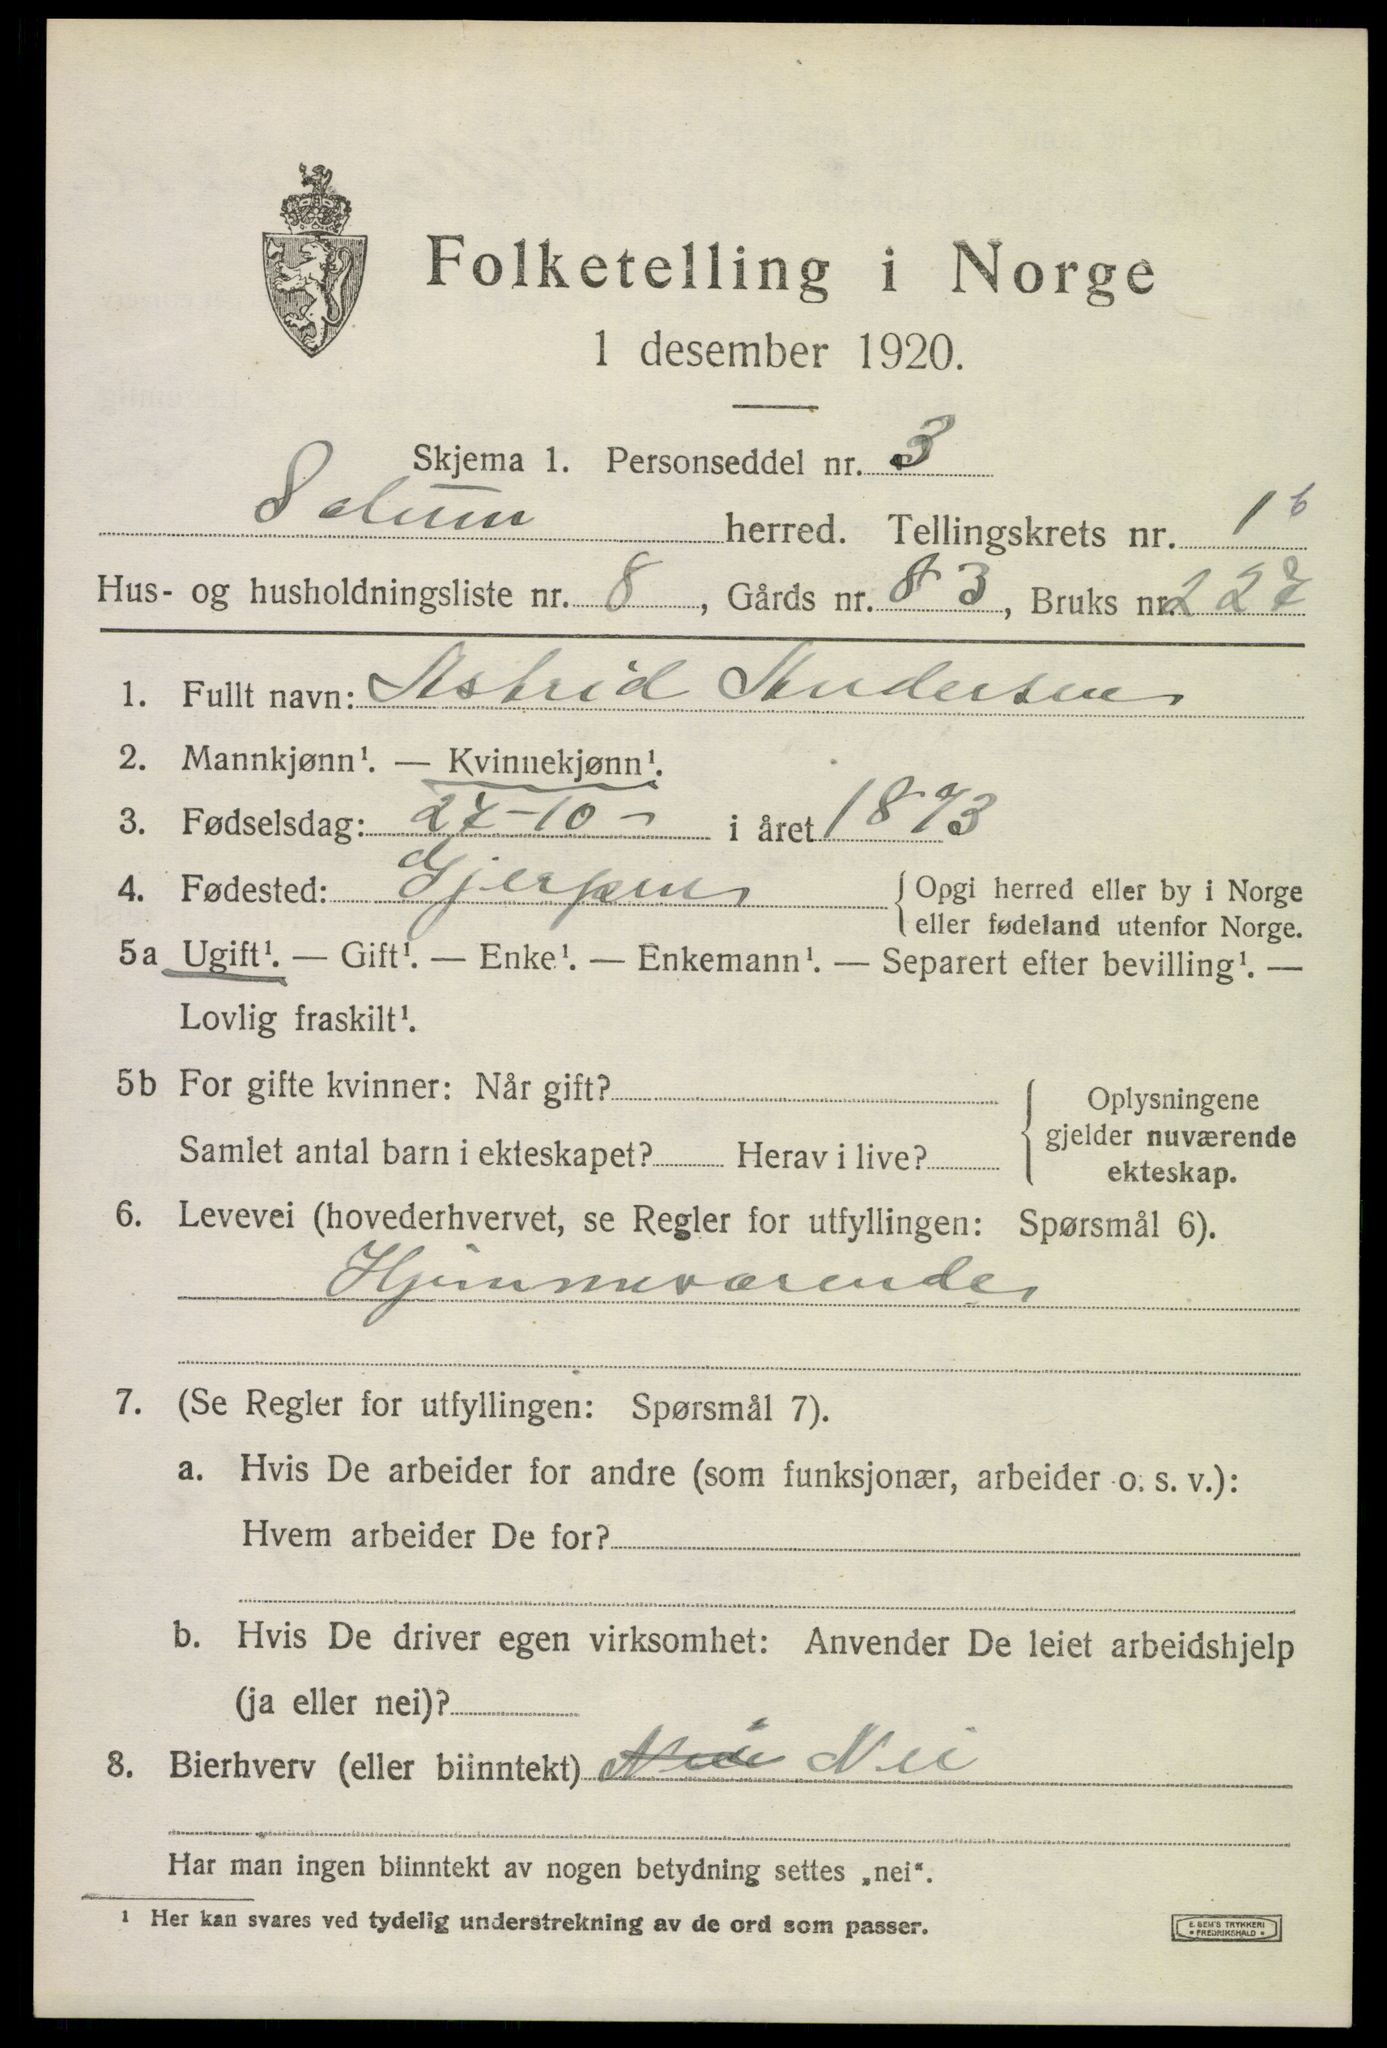 Folketelling i Norge
1 desember 1920.
Skjema 1. Personseddel nr. 3
Solum herred. Tellingskrets nr. 1b
Hus- og husholdningsliste nr. 8, Gårds nr. 83, Bruks nr. 227
1. Fullt navn: Astrid Andersen
2. Mannkjønn¹. — Kvinnekjønn¹.
3. Fødselsdag: 27-10- i året 1893
4. Fødested: Gjerpen { Opgi herred eller by i Norge
eller fødeland utenfor Norge.
5a Ugift¹. — Gift¹. — Enke¹. — Enkemann¹. — Separert efter bevilling¹. —
Lovlig fraskilt¹.
5b For gifte kvinner: Når gift? Oplysningene
gjelder nuværende
Samlet antal barn i ekteskapet? Herav i live? ekteskap.
6. Levevei (hovederhvervet, se Regler for utfyllingen: Spørsmål 6).
Hjemmeværende
7. (Se Regler for utfyllingen: Spørsmål 7).
a. Hvis De arbeider for andre (som funksjonær, arbeider o. s. v.):
Hvem arbeider De for?
b. Hvis De driver egen virksomhet: Anvender De leiet arbeidshjelp
(ja eller nei)?
8. Bierhverv (eller biinntekt) Nei Nei
Har man ingen biinntekt av nogen betydning settes „nei“.
¹ Her kan svares ved tydelig understrekning av de ord som passer.
E. SEM'S TRYKKERI
* FREDRIKSHALD *